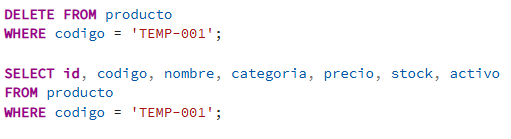 DELETE FROM producto
WHERE codigo = 'TEMP-001';
SELECT id, codigo, nombre, categoria, precio, stock, activo
FROM producto
WHERE codigo = 'TEMP-001';